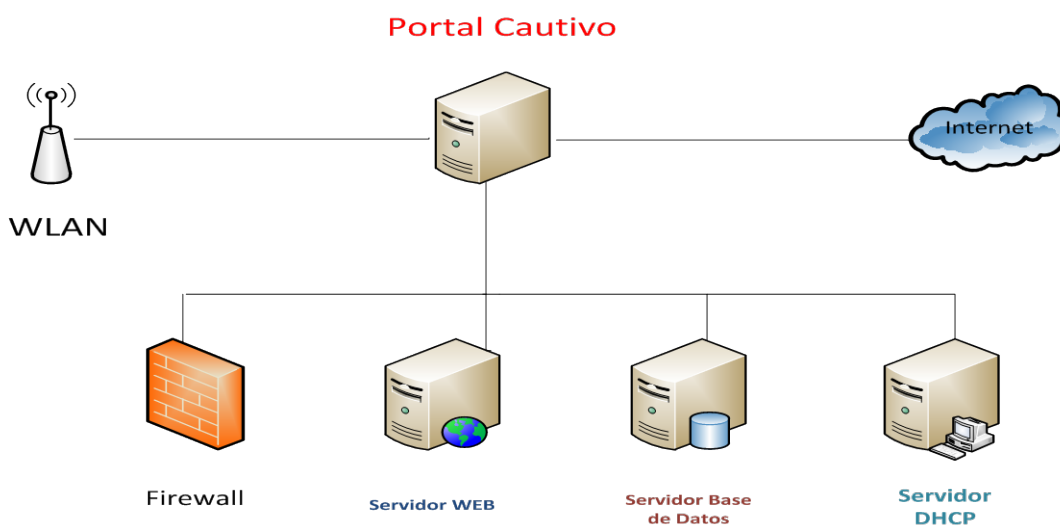 Portal Cautivo
Internet
WLAN
Firewall
Servidor WEB
Servidor Base
de Datos
Servidor
DHCP